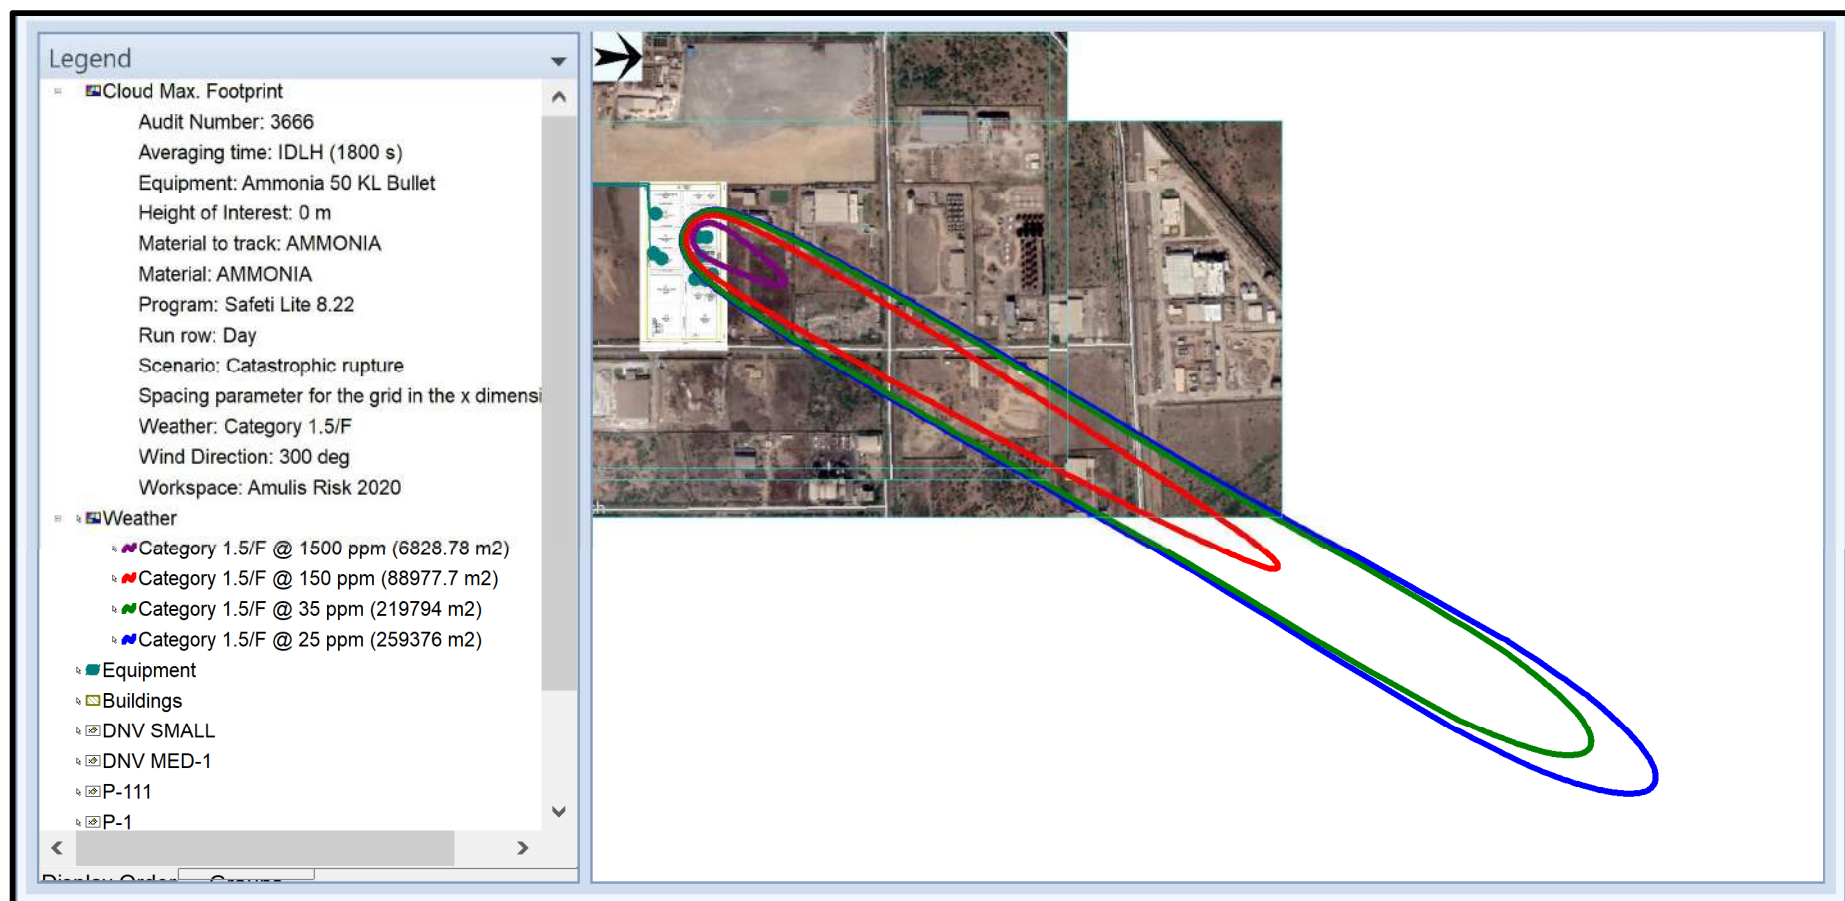 Legend
Cloud Max. Footprint
Audit Number: 3666
Averaging time: IDLH (1800 s)
Equipment: Ammonia 50 KL Bullet
Height of Interest: 0 m
Material to track: AMMONIA
Material: AMMONIA
Program: Safeti Lite 8.22
Run row: Day
Scenario: Catastrophic rupture
Spacing parameter for the grid in the x dimensi
Weather: Category 1.5/F
Wind Direction: 300 deg
Workspace: Amulis Risk 2020
Weather
Category 1.5/F @ 1500 ppm (6828.78 m2)
Category 1.5/F @ 150 ppm (88977.7 m2)
Category 1.5/F @ 35 ppm (219794 m2)
Category 1.5/F @ 25 ppm (259376 m2)
Equipment
Buildings
DNV SMALL
DNV MED-1
P-111
P-1
Display Order Groups